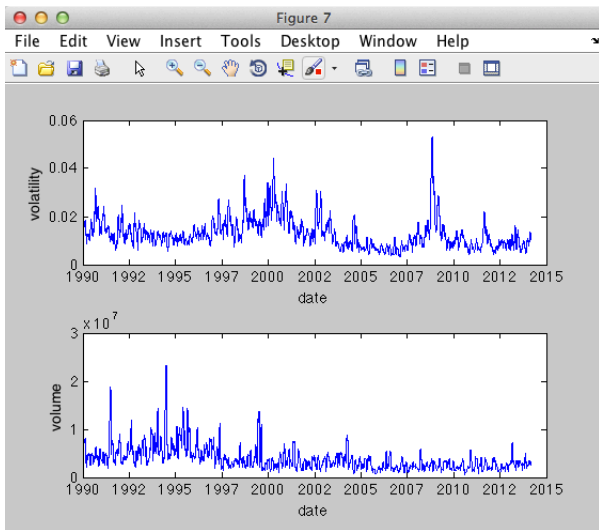 Figure 7
File Edit View Insert Tools Desktop Window Help
0.06
0.04
0.02
0
volatility
1990 1992 1995 1997 2000 2002 2005 2007 2010 2012 2015
date
x 10^7
3
2
1
0
volume
1990 1992 1995 1997 2000 2002 2005 2007 2010 2012 2015
date